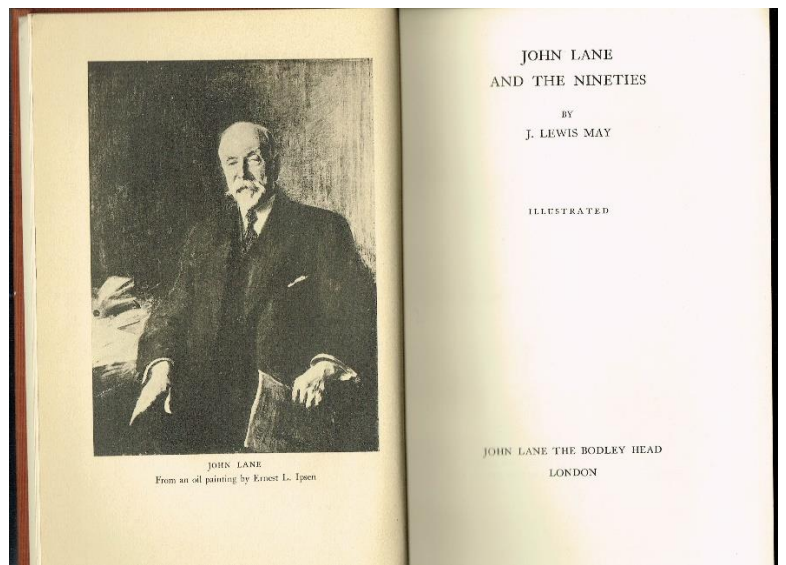 JOHN LANE
From an oil painting by Ernest L. Ipsen
JOHN LANE
AND THE NINETIES
BY
J. LEWIS MAY
ILLUSTRATED
JOHN LANE THE BODLEY HEAD
LONDON